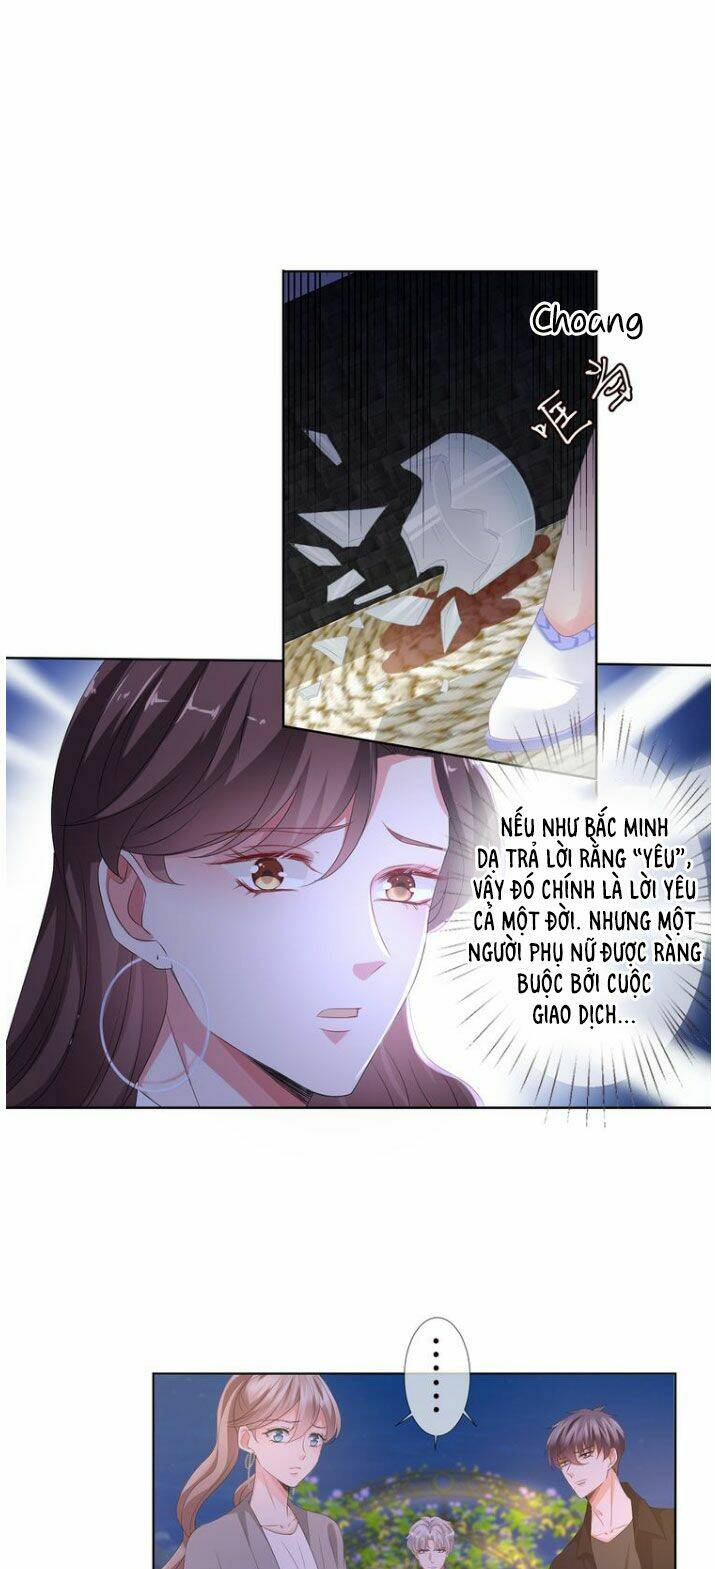 Choang
哐当
NẾU NHƯ BẮC MINH
DẠ TRẢ LỜI RẰNG “YÊU”,
VẬY ĐÓ CHÍNH LÀ LỜI YÊU
CẢ MỘT ĐỜI. NHƯNG MỘT
NGƯỜI PHỤ NỮ ĐƯỢC RÀNG
BUỘC BỞI CUỘC
GIAO DỊCH...
......